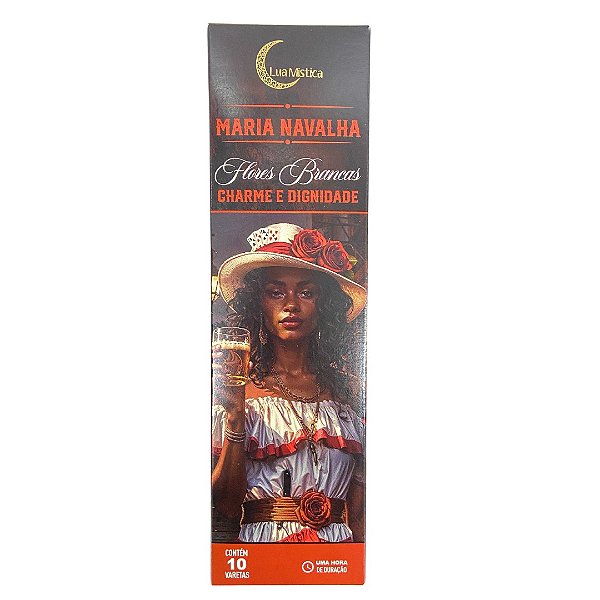 Lua Mística
MARIA NAVALHA
Flores Brancas
CHARME E DIGNIDADE
CONTÉM
10
VARETAS
UMA HORA
DE DURAÇÃO